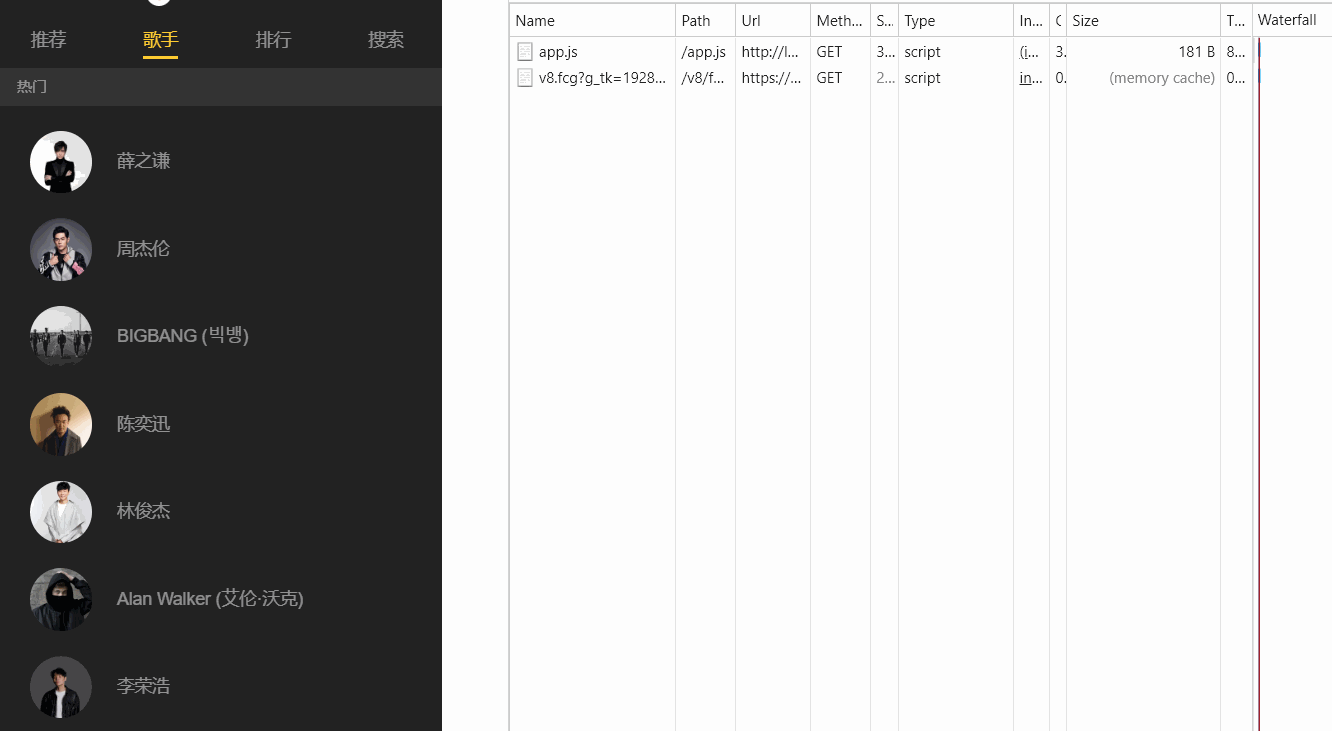 推荐 歌手 排行 搜索
热门
薛之谦
周杰伦
BIGBANG (빅뱅)
陈奕迅
林俊杰
Alan Walker (艾伦·沃克)
李荣浩
Name Path Url Meth... S... Type In... Size T... Waterfall
app.js /app.js http://l... GET 3... script (i... 3. 181 B 8...
v8.fcg?g_tk=1928... /v8/f... https://... GET 2... script in... 0. (memory cache) 0...